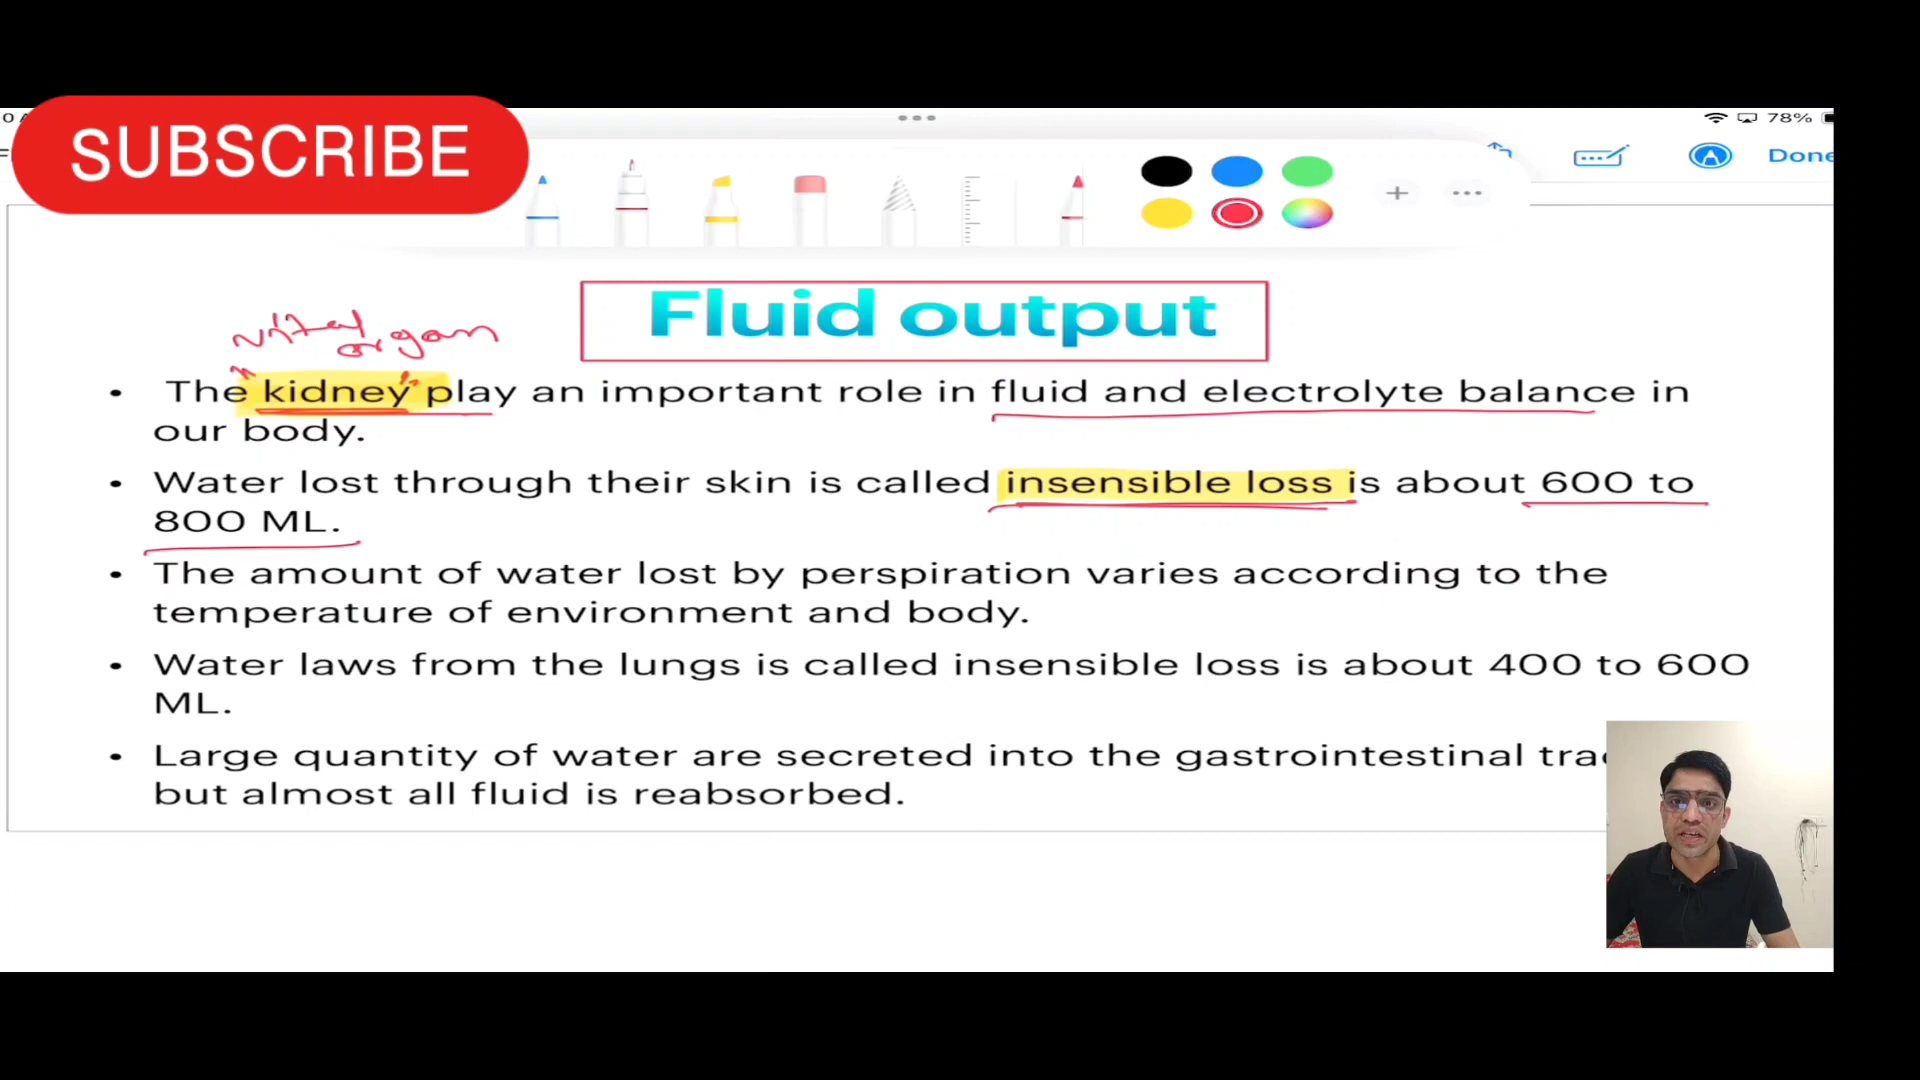 SUBSCRIBE
78%
Done
Fluid output
vital
organ
• The kidney play an important role in fluid and electrolyte balance in
our body.
• Water lost through their skin is called insensible loss is about 600 to
800 ML.
• The amount of water lost by perspiration varies according to the
temperature of environment and body.
• Water laws from the lungs is called insensible loss is about 400 to 600
ML.
• Large quantity of water are secreted into the gastrointestinal
but almost all fluid is reabsorbed.